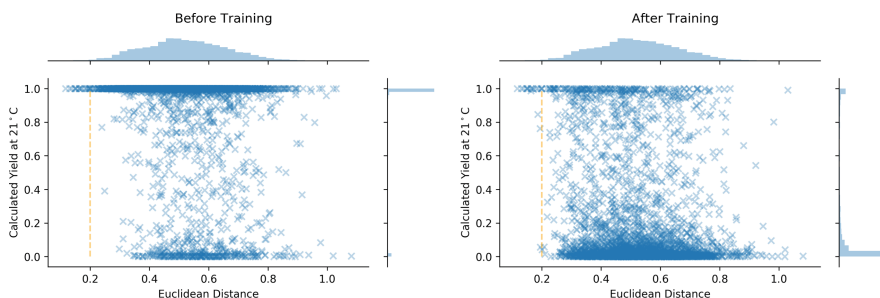 Before Training
1.0
0.8
0.6
0.4
0.2
0.0
Calculated Yield at 21°C
0.2 0.4 0.6 0.8 1.0
Euclidean Distance
After Training
1.0
0.8
0.6
0.4
0.2
0.0
Calculated Yield at 21°C
0.2 0.4 0.6 0.8 1.0
Euclidean Distance